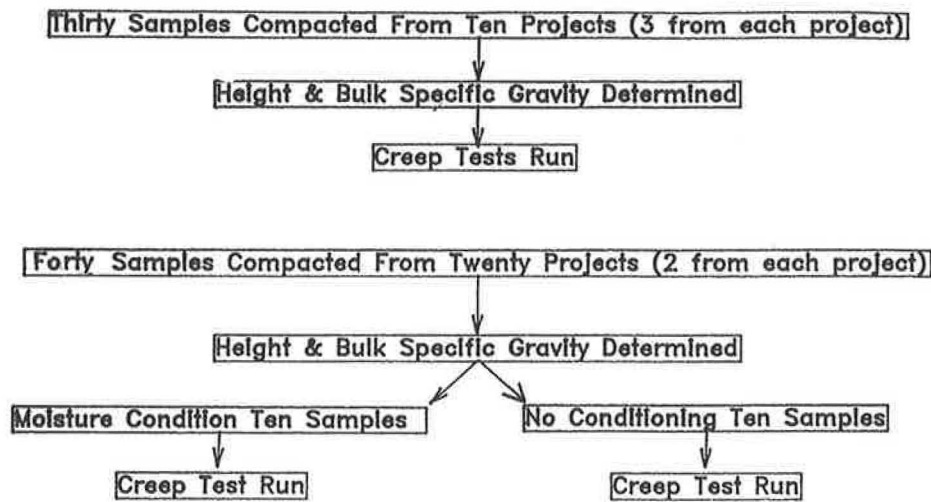 Thirty Samples Compacted From Ten Projects (3 from each project)
Height & Bulk Specific Gravity Determined
Creep Tests Run
Forty Samples Compacted From Twenty Projects (2 from each project)
Height & Bulk Specific Gravity Determined
Moisture Condition Ten Samples
No Conditioning Ten Samples
Creep Test Run
Creep Test Run